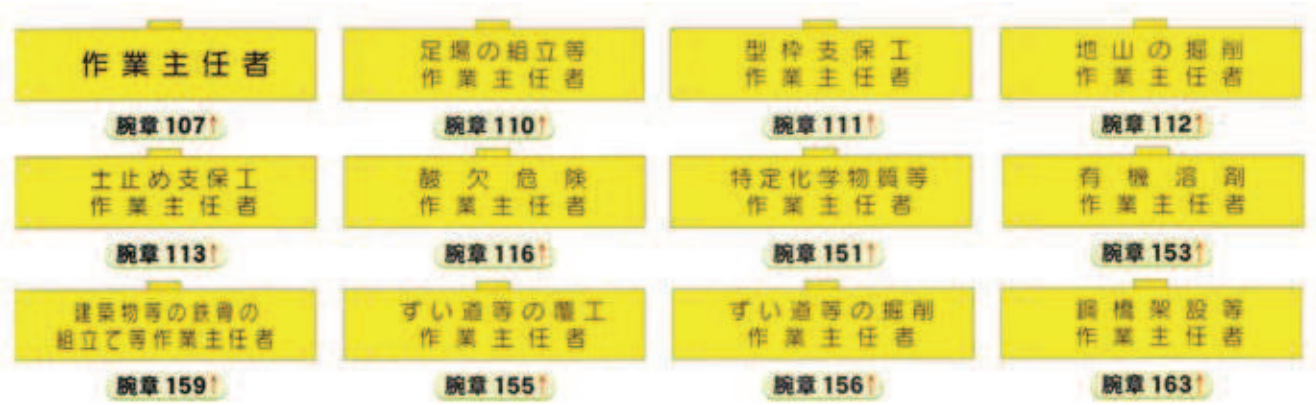 作業主任者
足場の組立等
作業主任者
型枠支保工
作業主任者
地山の掘削
作業主任者
腕章107↑
腕章110↑
腕章111↑
腕章112↑
土止め支保工
作業主任者
酸欠危険
作業主任者
特定化学物質等
作業主任者
有機溶剤
作業主任者
腕章113↑
腕章116↑
腕章151↑
腕章153↑
建築物等の鉄骨の
組立て等作業主任者
ずい道等の覆工
作業主任者
ずい道等の掘削
作業主任者
鋼橋架設等
作業主任者
腕章159↑
腕章155↑
腕章156↑
腕章163↑